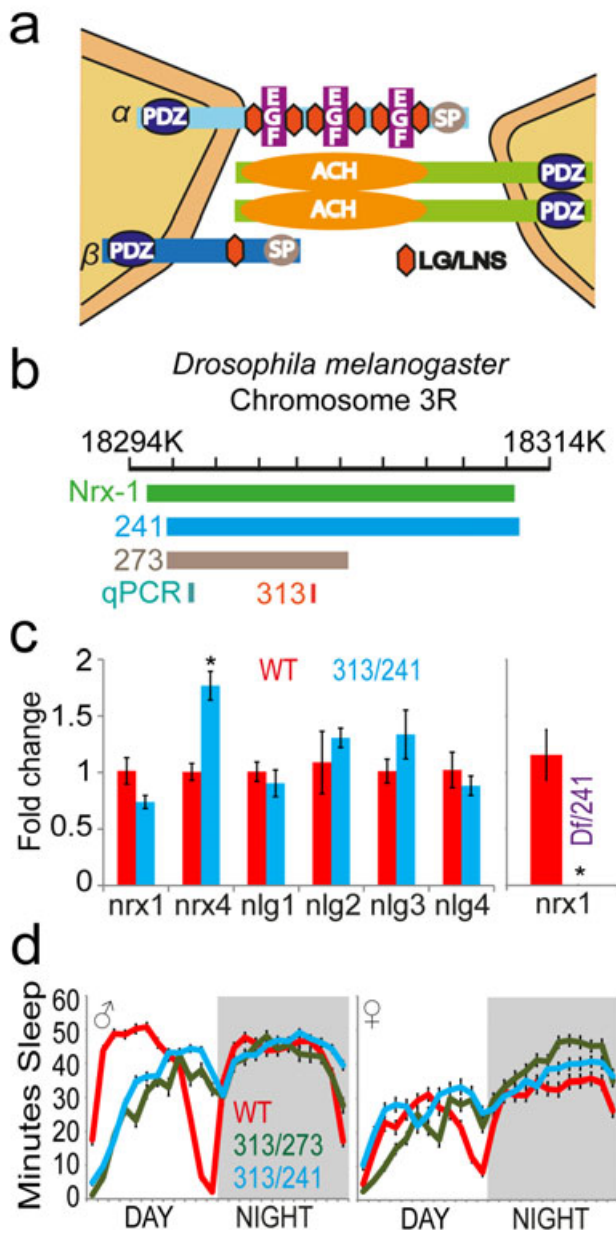 a
α PDZ EGF EGF EGF SP
ACH PDZ
ACH PDZ
β PDZ SP LG/LNS
b
Drosophila melanogaster
Chromosome 3R
18294K 18314K
Nrx-1
241
273
qPCR 313
c
Fold change
2
1.5
1
0.5
0
* WT 313/241
Df/241
*
nrx1 nrx4 nlg1 nlg2 nlg3 nlg4 nrx1
d
Minutes Sleep
60
50
40
30
20
10
0
♂ ♀
WT
313/273
313/241
DAY NIGHT DAY NIGHT